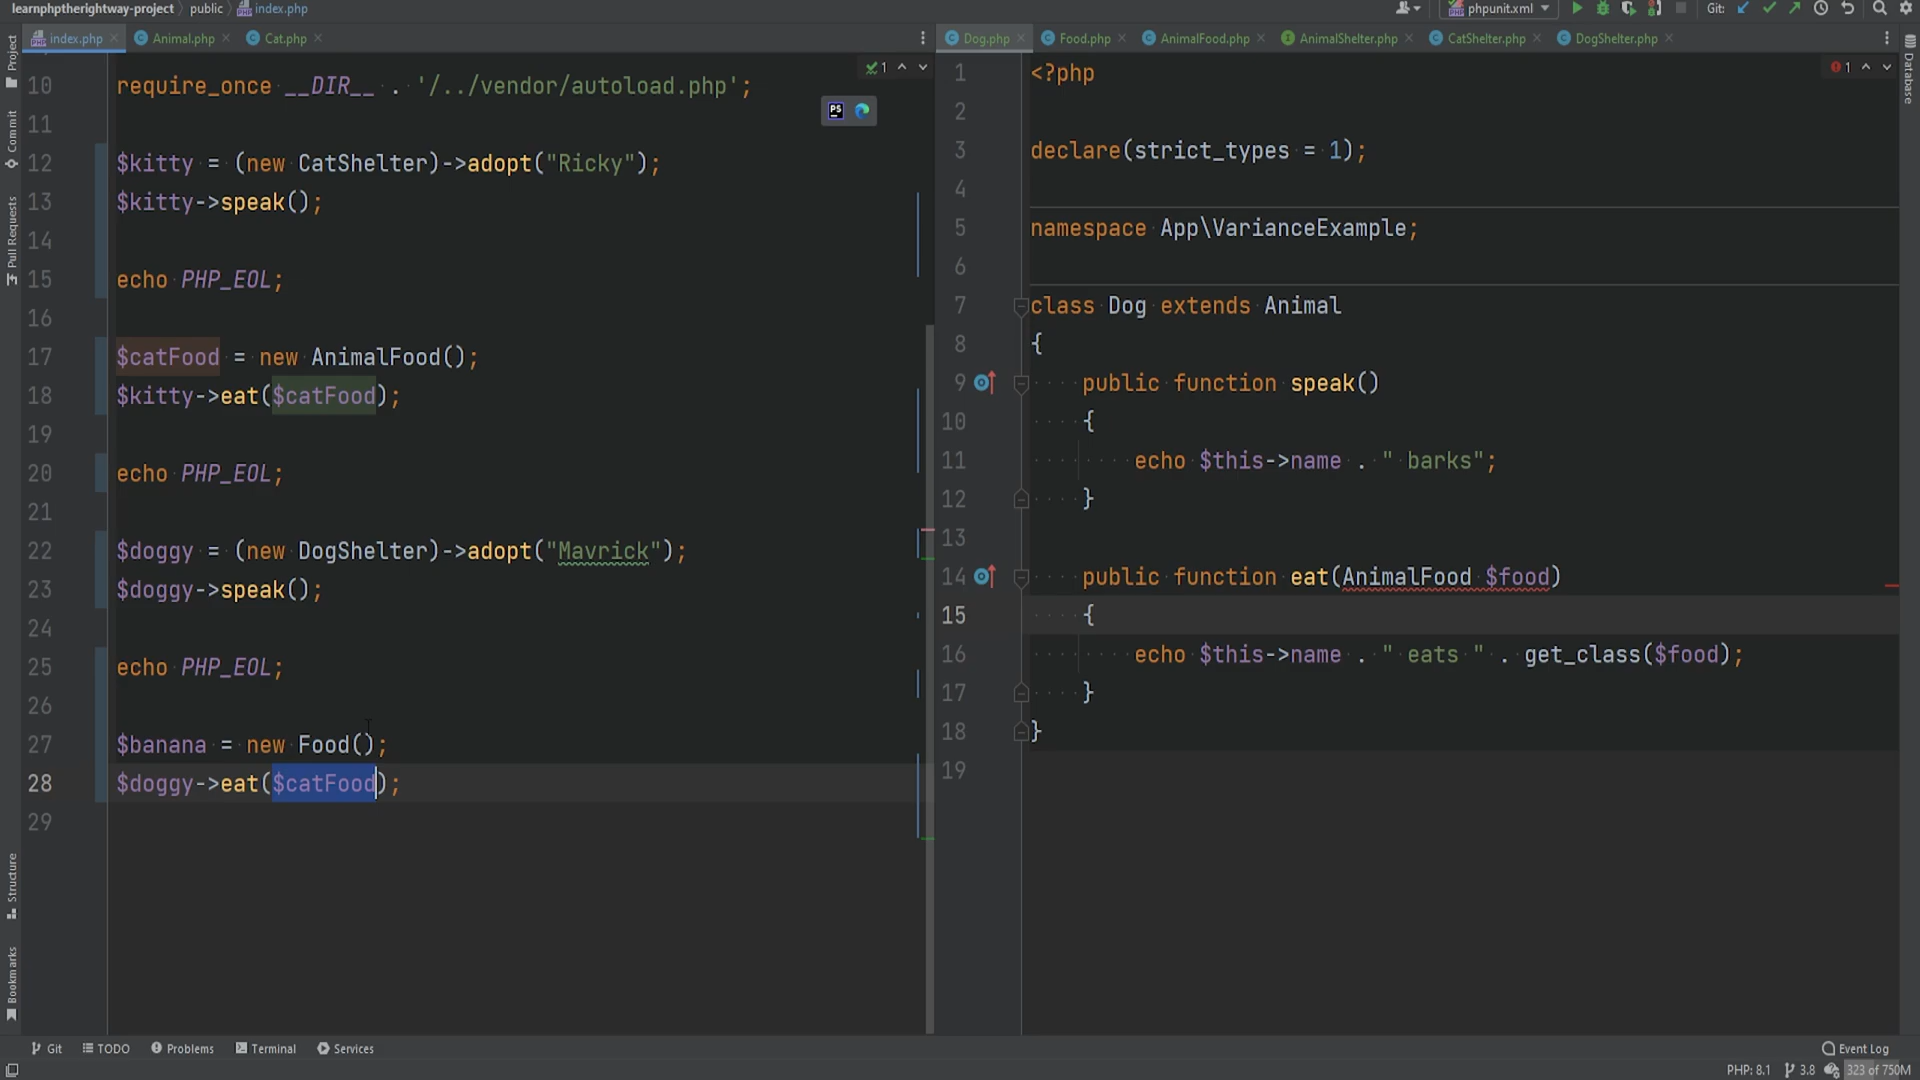 learnphptherightway-project public index.php
phpunit.xml Git:
index.php Animal.php Cat.php
Dog.php Food.php AnimalFood.php AnimalShelter.php CatShelter.php DogShelter.php
Project
Commit
Pull Requests
Structure
Bookmarks
Database
1
10 require_once __DIR__ . '/../vendor/autoload.php';
11
12 $kitty = (new CatShelter)->adopt("Ricky");
13 $kitty->speak();
14
15 echo PHP_EOL;
16
17 $catFood = new AnimalFood();
18 $kitty->eat($catFood);
19
20 echo PHP_EOL;
21
22 $doggy = (new DogShelter)->adopt("Mavrick");
23 $doggy->speak();
24
25 echo PHP_EOL;
26
27 $banana = new Food();
28 $doggy->eat($catFood);
29
1
1 <?php
2
3 declare(strict_types = 1);
4
5 namespace App\VarianceExample;
6
7 class Dog extends Animal
8 {
9 public function speak()
10 {
11 echo $this->name . " barks";
12 }
13
14 public function eat(AnimalFood $food)
15 {
16 echo $this->name . " eats " . get_class($food);
17 }
18 }
19
PS
Git TODO Problems Terminal Services Event Log
PHP: 8.1 3.8 323 of 750M